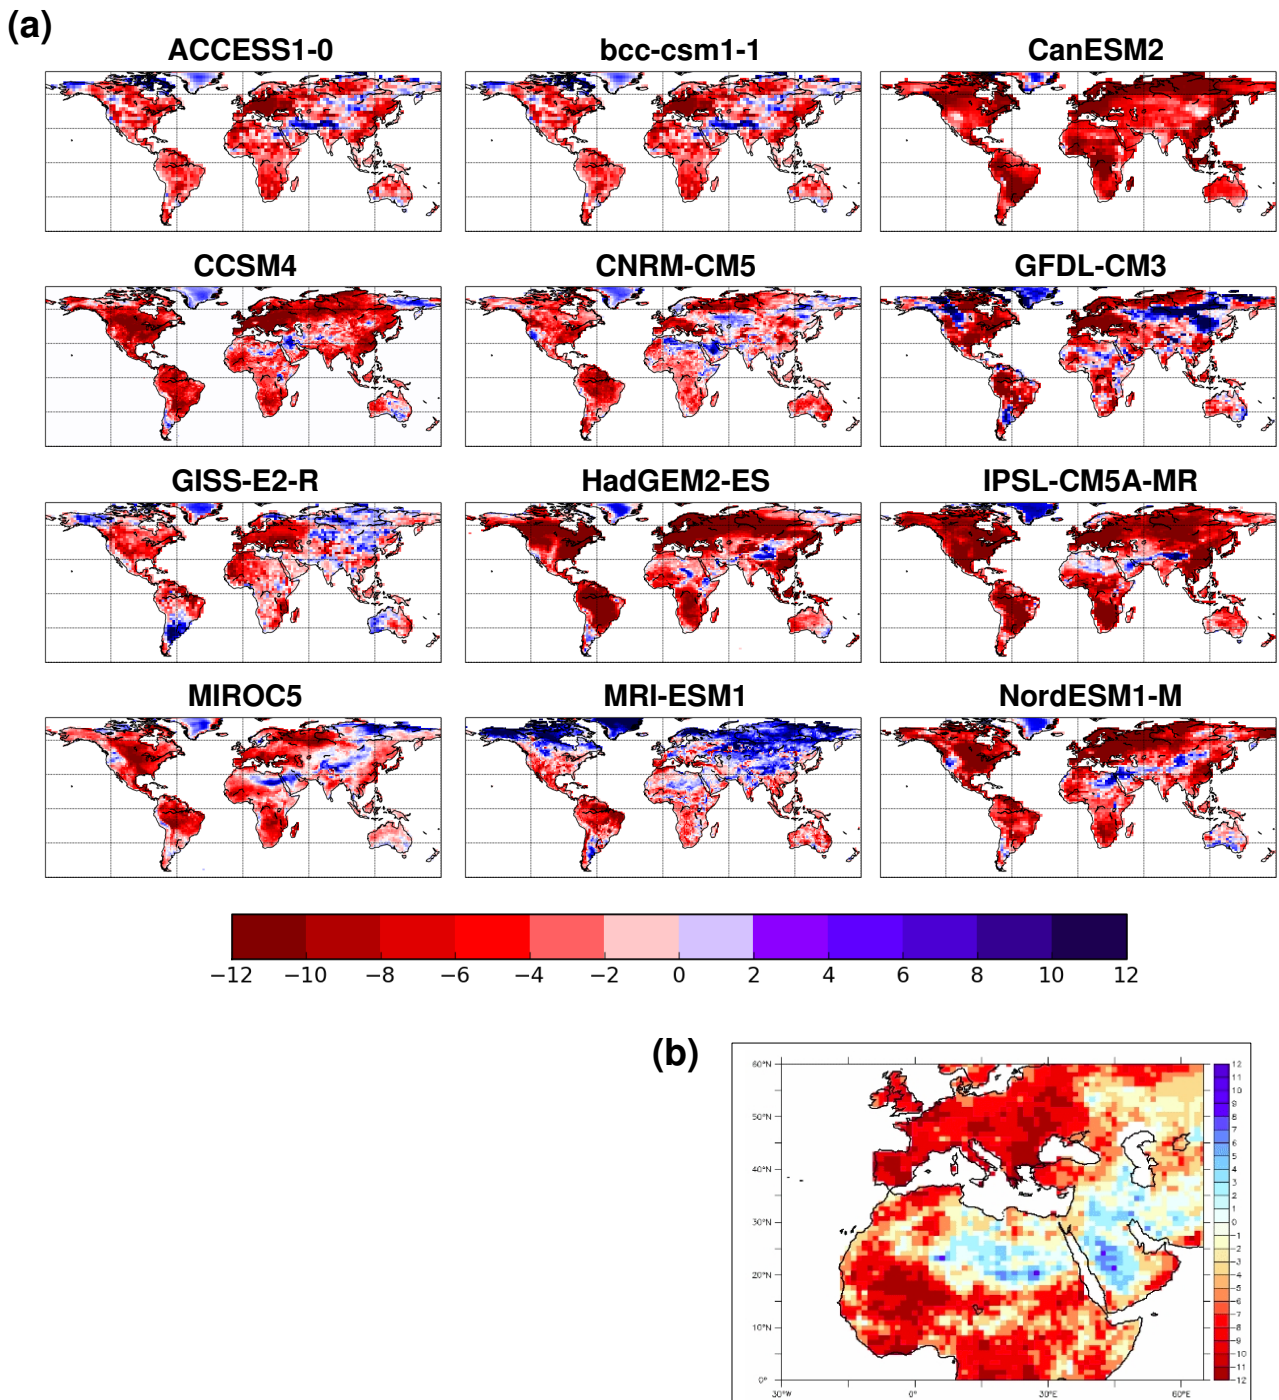 (a)
ACCESS1-0 bcc-csm1-1 CanESM2
CCSM4 CNRM-CM5 GFDL-CM3
GISS-E2-R HadGEM2-ES IPSL-CM5A-MR
MIROC5 MRI-ESM1 NordESM1-M
−12 −10 −8 −6 −4 −2 0 2 4 6 8 10 12
(b)
60°N
50°N
40°N
30°N
20°N
10°N
0°
30°W 0° 30°E 60°E
12
11
10
9
8
7
6
5
4
3
2
1
0
−1
−2
−3
−4
−5
−6
−7
−8
−9
−10
−11
−12